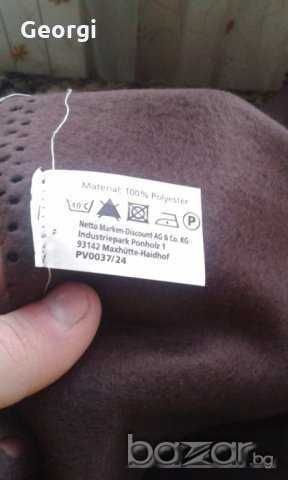 Georgi
Material: 100% Polyester
P
Netto Marken-Discount AG & Co. KG
Industriepark Ponholz 1
93142 Maxhütte-Haidhof
PV0037/24
bazar.bg